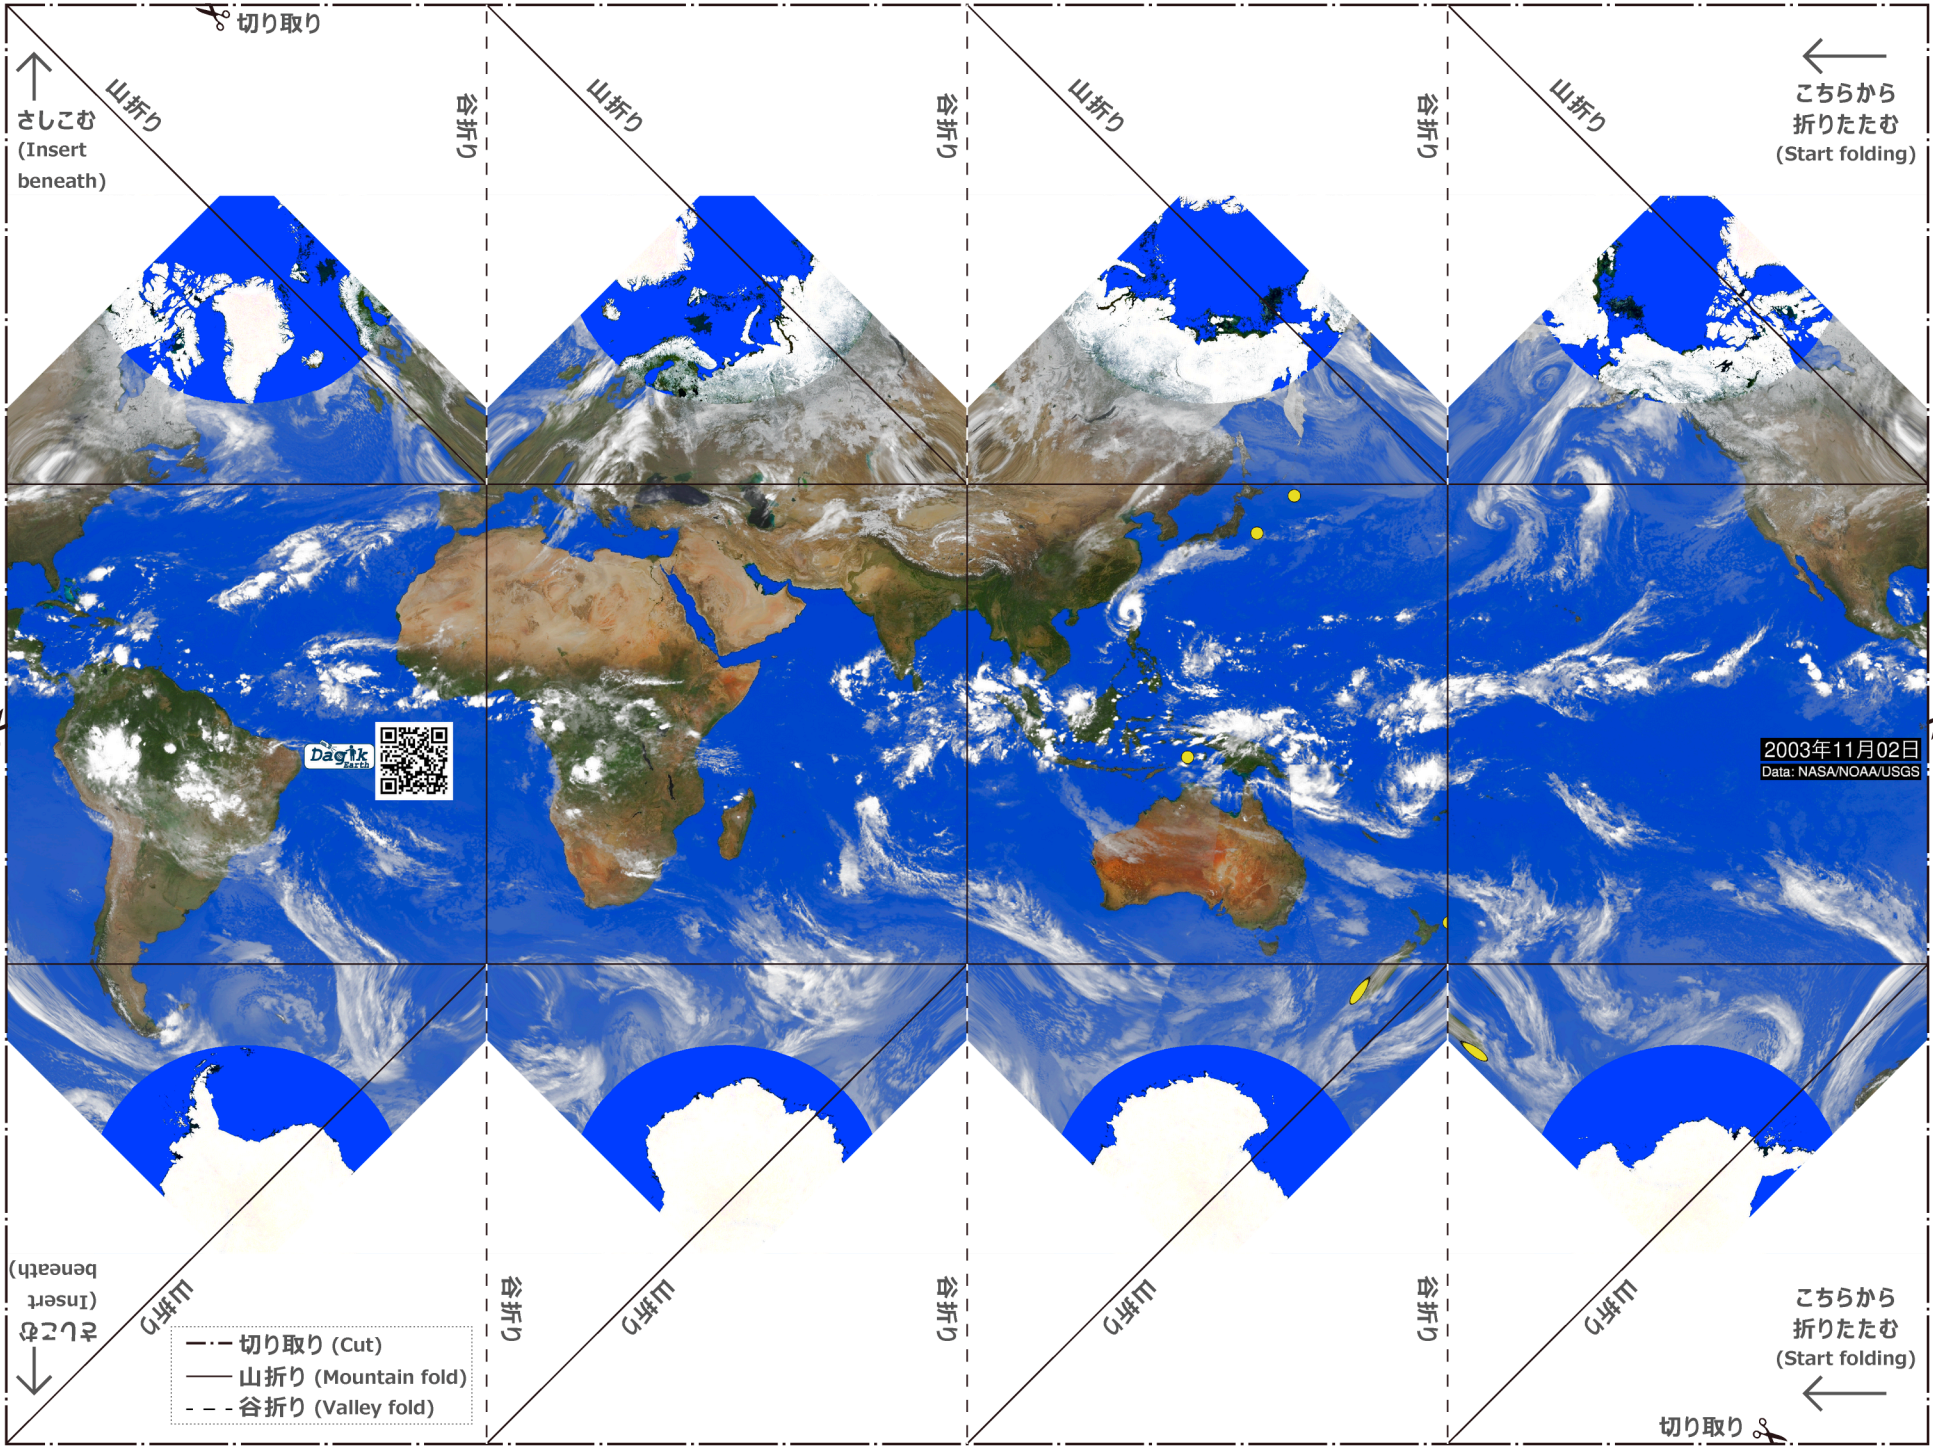 切り取り
さしこむ
(Insert
beneath)
山折り
谷折り
山折り
谷折り
山折り
谷折り
山折り
こちらから
折りたたむ
(Start folding)
Dagik
Earth
2003年11月02日
Data: NASA/NOAA/USGS
さしこむ
(Insert
beneath)
山折り
谷折り
山折り
谷折り
山折り
谷折り
山折り
こちらから
折りたたむ
(Start folding)
切り取り (Cut)
山折り (Mountain fold)
谷折り (Valley fold)
切り取り